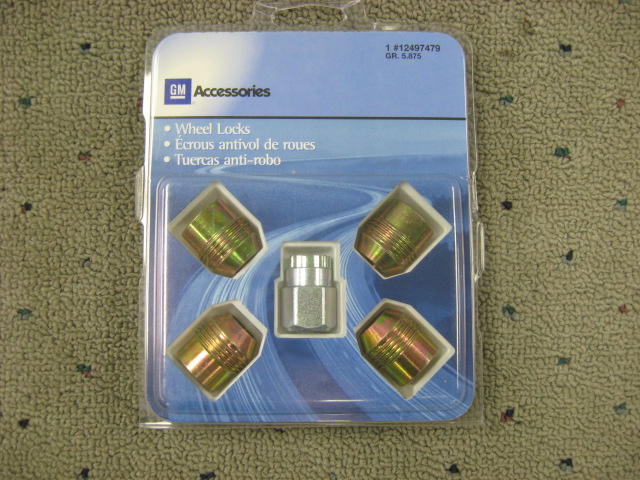 1 #12497479
GR. 5.875
GM Accessories
• Wheel Locks
• Écrous antivol de roues
• Tuercas anti-robo